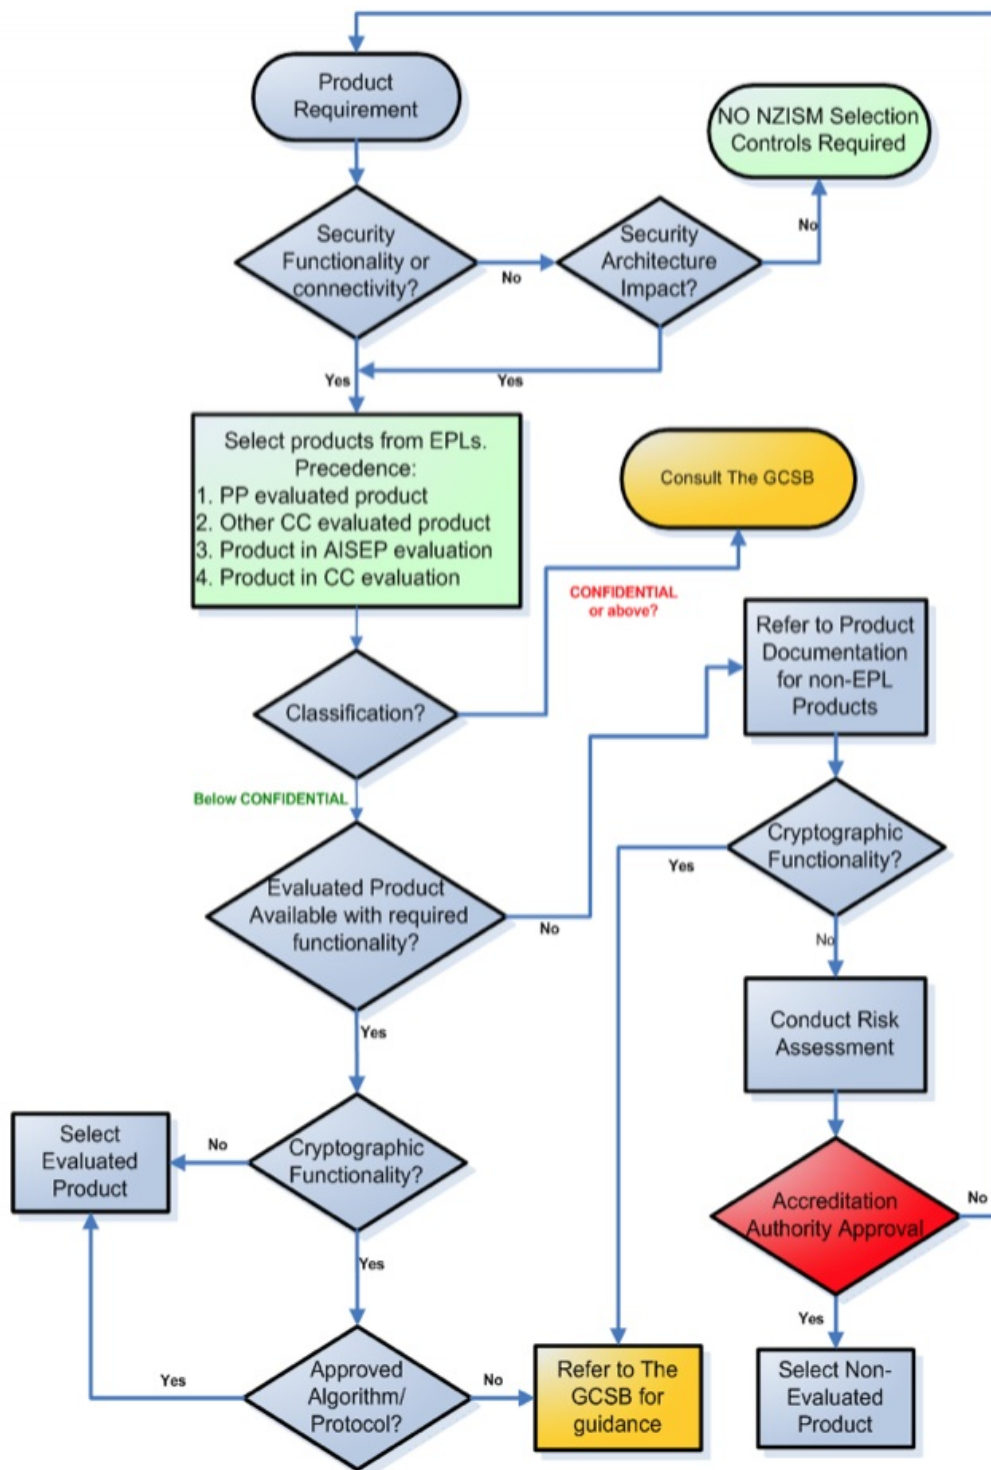 Product
Requirement
NO NZISM Selection
Controls Required
Security
Functionality or
connectivity?
No
Security
Architecture
Impact?
No
Yes
Yes
Select products from EPLs.
Precedence:
1. PP evaluated product
2. Other CC evaluated product
3. Product in AISEP evaluation
4. Product in CC evaluation
Consult The GCSB
CONFIDENTIAL
or above?
Classification?
Refer to Product
Documentation
for non-EPL
Products
Below CONFIDENTIAL
Evaluated Product
Available with required
functionality?
No
Yes
Cryptographic
Functionality?
Yes
No
Conduct Risk
Assessment
Select
Evaluated
Product
No
Cryptographic
Functionality?
Yes
Accreditation
Authority Approval
No
Yes
Approved
Algorithm/
Protocol?
Yes
No
Refer to The
GCSB for
guidance
Select Non-
Evaluated
Product